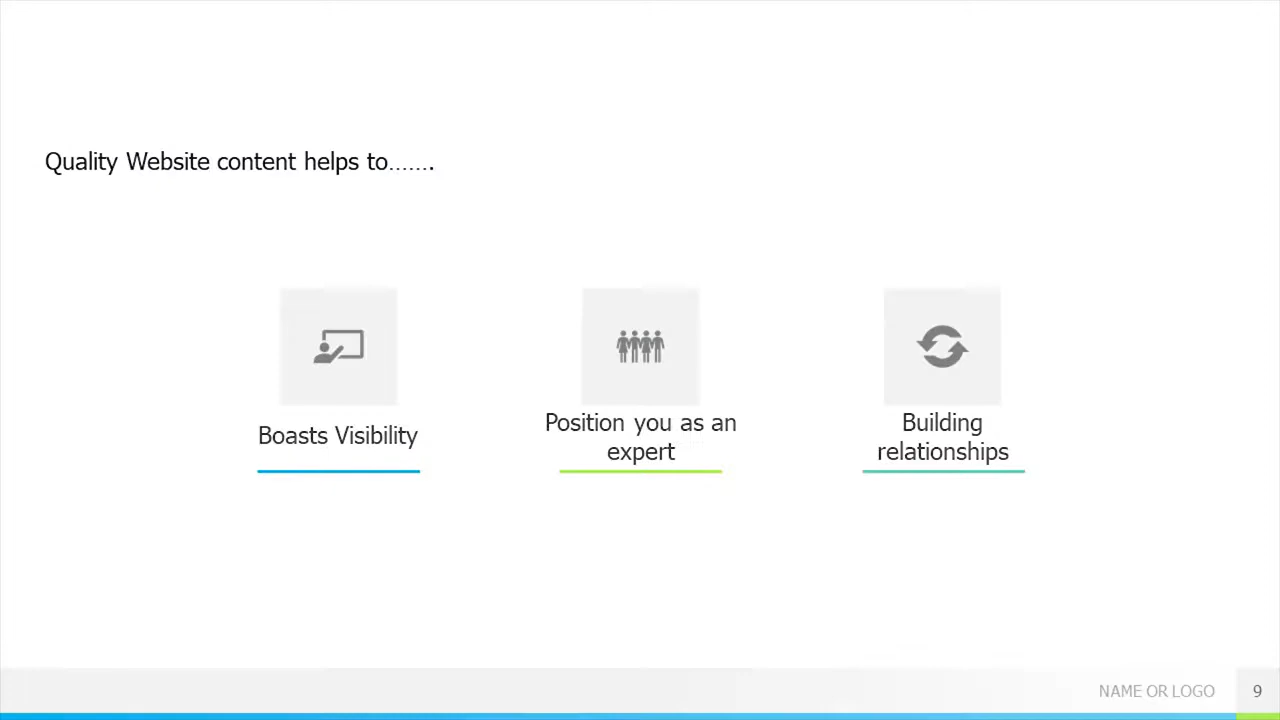 Quality Website content helps to…….
Boasts Visibility
Position you as an
expert
Building
relationships
NAME OR LOGO
9